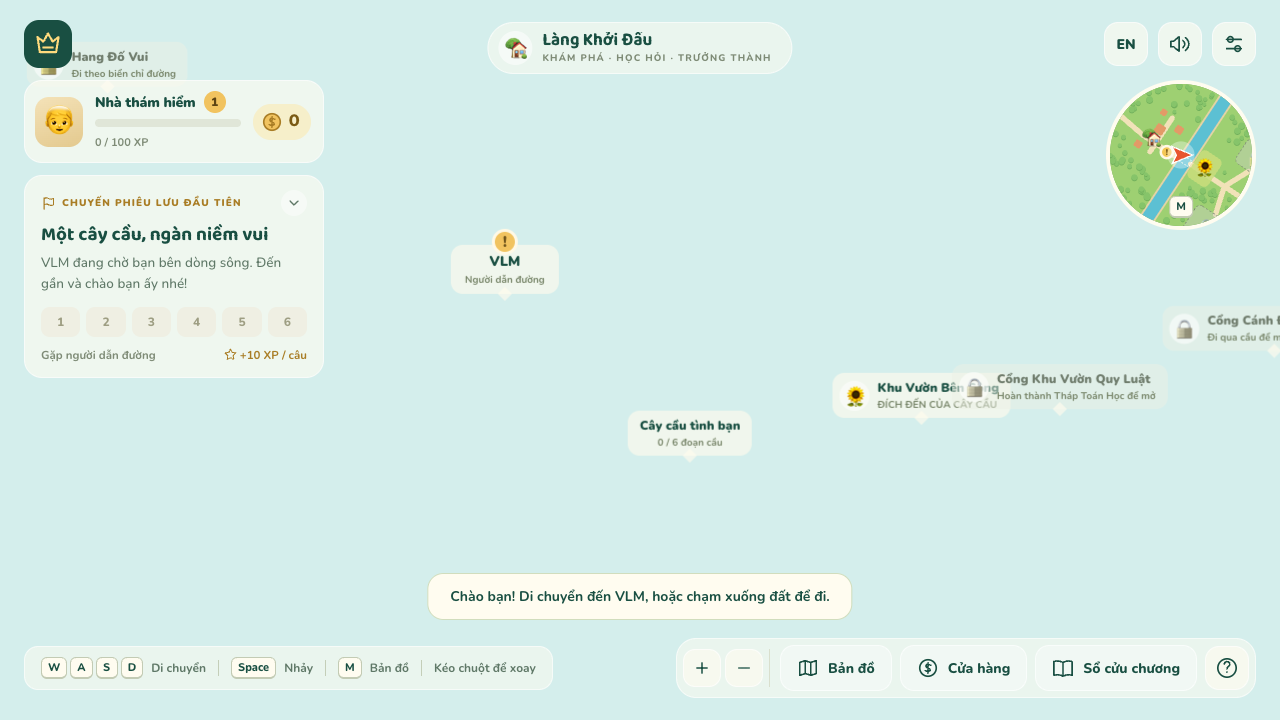 Làng Khởi Đầu
KHÁM PHÁ · HỌC HỎI · TRƯỞNG THÀNH
EN
Hang Đố Vui
Đi theo biển chỉ đường
Nhà thám hiểm 1
0
0 / 100 XP
CHUYẾN PHIÊU LƯU ĐẦU TIÊN
Một cây cầu, ngàn niềm vui
VLM đang chờ bạn bên dòng sông. Đến
gần và chào bạn ấy nhé!
1 2 3 4 5 6
Gặp người dẫn đường
+10 XP / câu
!
M
!
VLM
Người dẫn đường
Cổng Cánh
Đi qua cầu để
Khu Vườn Bên
ĐÍCH ĐẾN CỦA CÂY CẦU
Cổng Khu Vườn Quy Luật
Hoàn thành Tháp Toán Học để mở
Cây cầu tình bạn
0 / 6 đoạn cầu
Chào bạn! Di chuyển đến VLM, hoặc chạm xuống đất để đi.
W A S D Di chuyển Space Nhảy M Bản đồ Kéo chuột để xoay
+ − Bản đồ Cửa hàng Sổ cửu chương ?